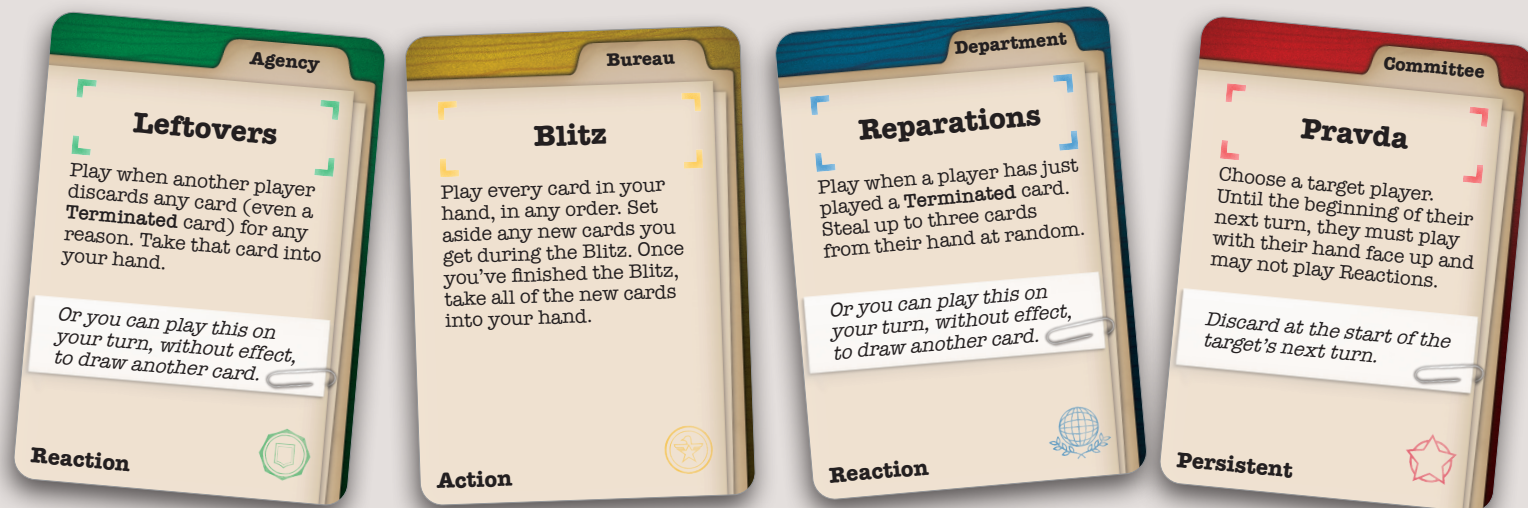 Agency
Leftovers
Play when another player
discards any card (even a
Terminated card) for any
reason. Take that card into
your hand.
Or you can play this on
your turn, without effect,
to draw another card.
Reaction
Bureau
Blitz
Play every card in your
hand, in any order. Set
aside any new cards you
get during the Blitz. Once
you've finished the Blitz,
take all of the new cards
into your hand.
Action
Department
Reparations
Play when a player has just
played a Terminated card.
Steal up to three cards
from their hand at random.
Or you can play this on
your turn, without effect,
to draw another card.
Reaction
Committee
Pravda
Choose a target player.
Until the beginning of their
next turn, they must play
with their hand face up and
may not play Reactions.
Discard at the start of the
target's next turn.
Persistent